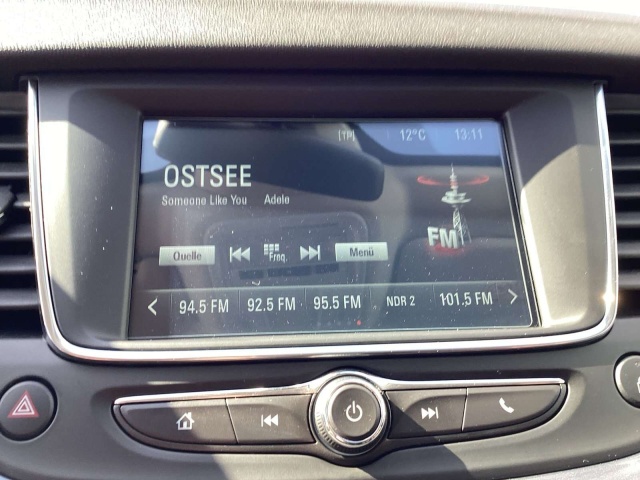 [TP] 12°C 13:11
OSTSEE
Someone Like You Adele
Quelle Freq. Menü
FM
94.5 FM 92.5 FM 95.5 FM NDR 2 101.5 FM